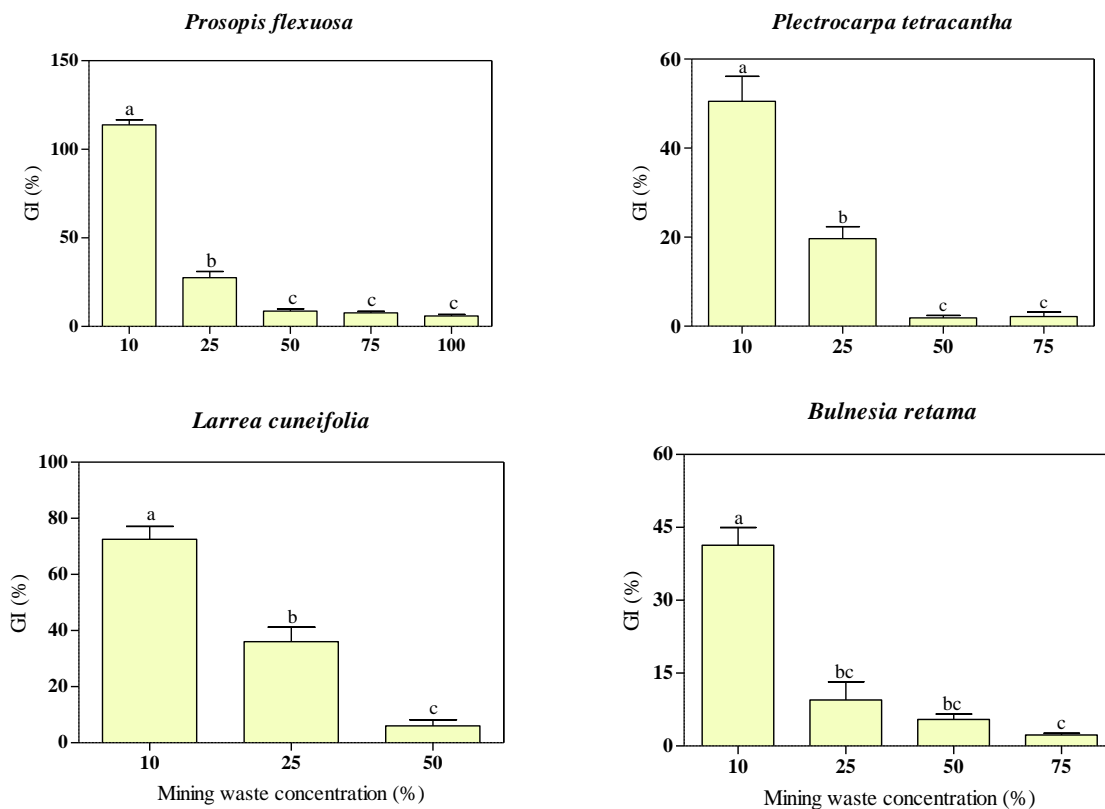 Prosopis flexuosa
150
100
50
0
GI (%)
a
b
c
c
c
10 25 50 75 100
Plectrocarpa tetracantha
60
40
20
0
GI (%)
a
b
c
c
10 25 50 75
Larrea cuneifolia
100
80
60
40
20
0
GI (%)
a
b
c
10 25 50
Mining waste concentration (%)
Bulnesia retama
60
45
30
15
0
GI (%)
a
bc
bc
c
10 25 50 75
Mining waste concentration (%)